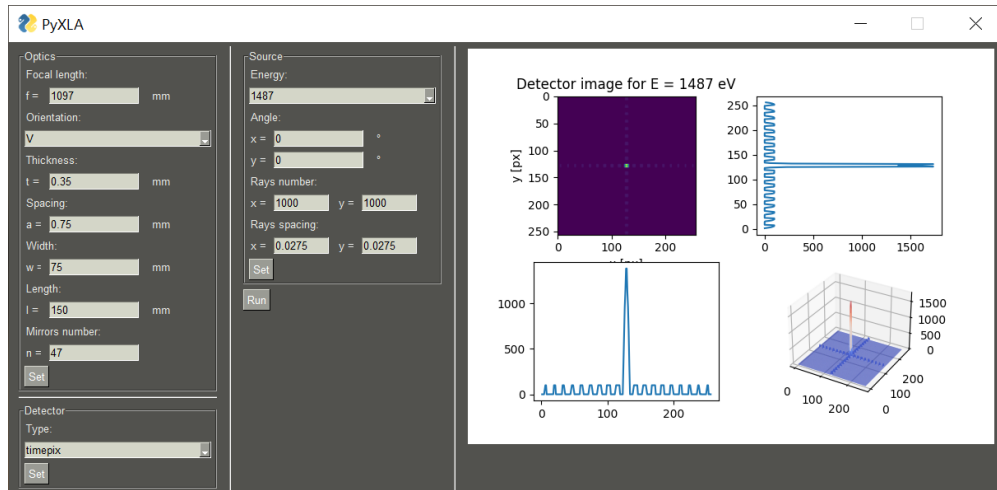 PyXLA
Optics
Focal length:
f = 1097 mm
Orientation:
V
Thickness:
t = 0.35 mm
Spacing:
a = 0.75 mm
Width:
w = 75 mm
Length:
l = 150 mm
Mirrors number:
n = 47
Set
Detector
Type:
timepix
Set
Source
Energy:
1487
Angle:
x = 0 °
y = 0 °
Rays number:
x = 1000 y = 1000
Rays spacing:
x = 0.0275 y = 0.0275
Set
Run
Detector image for E = 1487 eV
0
50
100
150
200
250
y [px]
0 100 200
250
200
150
100
50
0
0 500 1000 1500
1000
500
0
0 100 200
1500
1000
500
0
0 100 200
0 100 200